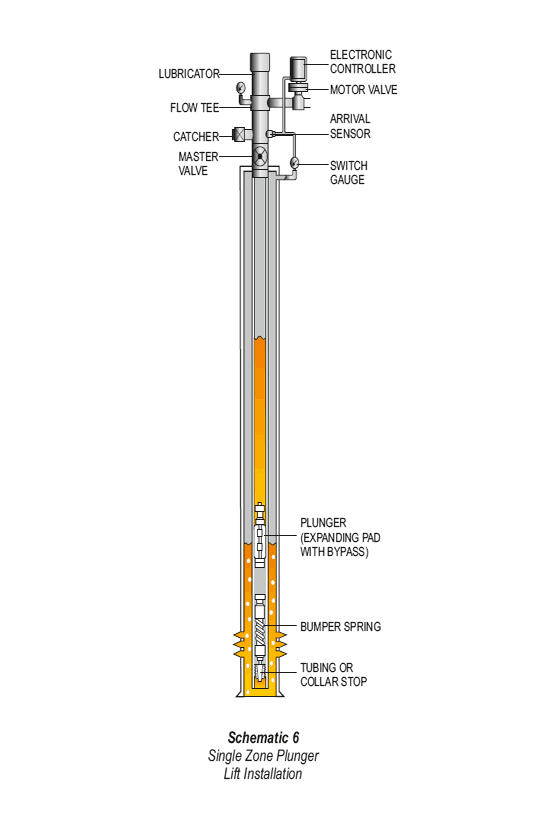 ELECTRONIC
CONTROLLER
LUBRICATOR
MOTOR VALVE
FLOW TEE
ARRIVAL
SENSOR
CATCHER
MASTER
VALVE
SWITCH
GAUGE
PLUNGER
(EXPANDING PAD
WITH BYPASS)
BUMPER SPRING
TUBING OR
COLLAR STOP
Schematic 6
Single Zone Plunger
Lift Installation